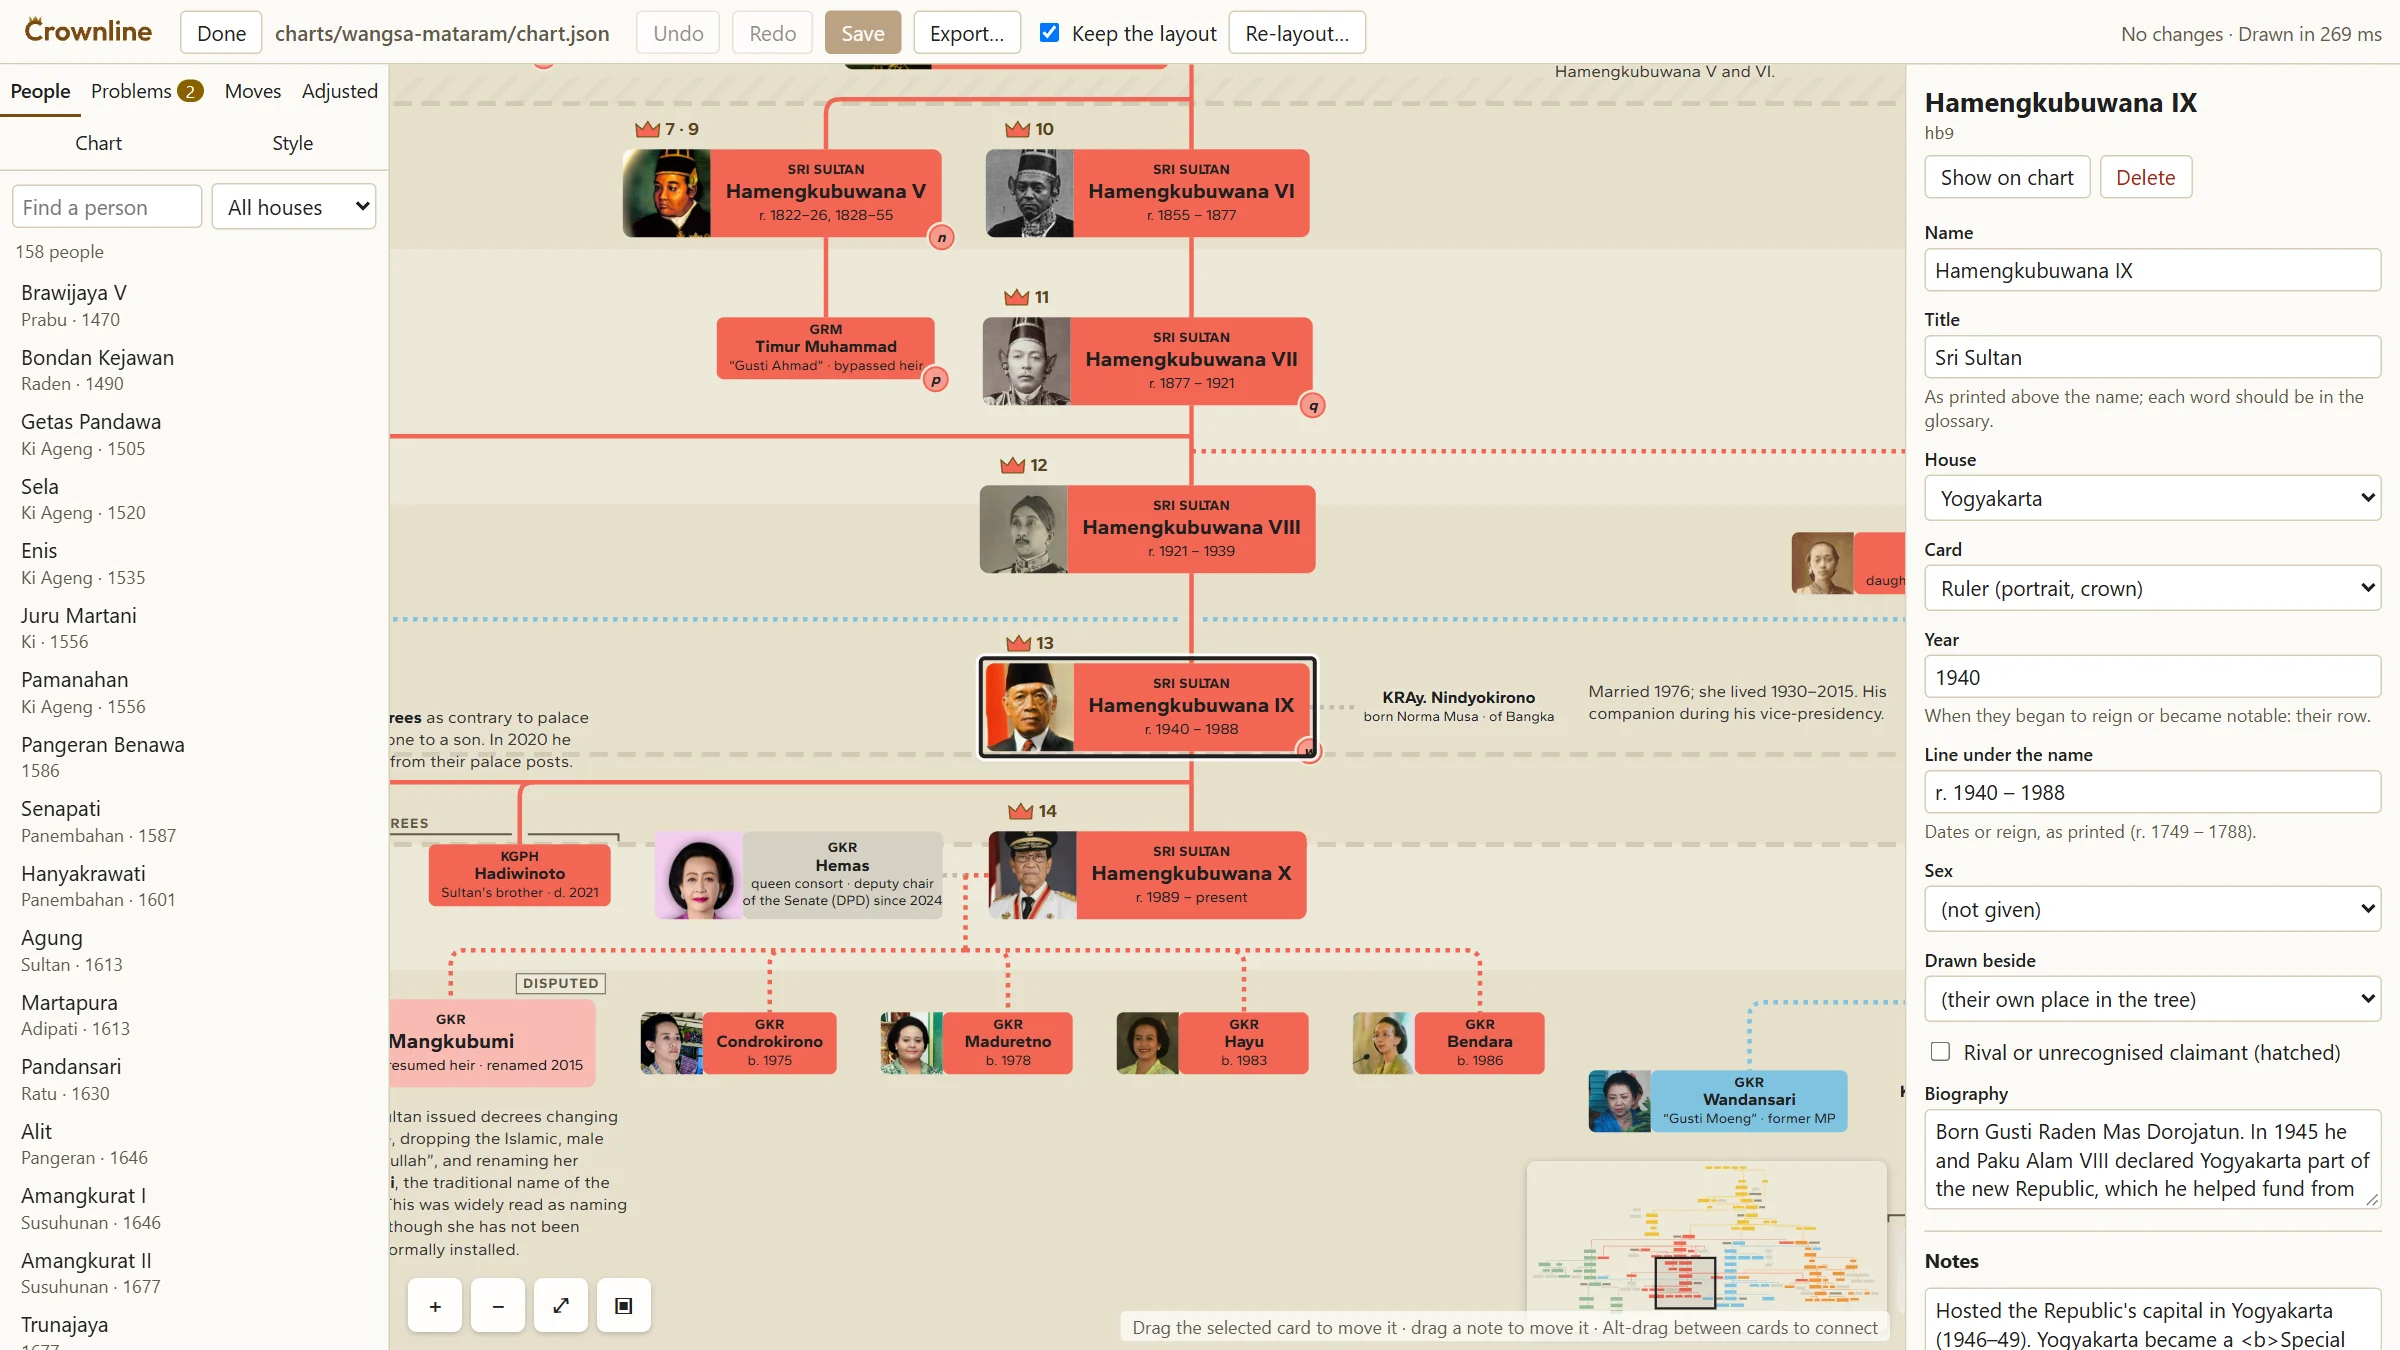 Crownline
Done
charts/wangsa-mataram/chart.json
Undo
Redo
Save
Export...
Keep the layout
Re-layout...
No changes · Drawn in 269 ms
People
Problems 2
Moves
Adjusted
Chart
Style
Find a person
All houses
158 people
Brawijaya V
Prabu · 1470
Bondan Kejawan
Raden · 1490
Getas Pandawa
Ki Ageng · 1505
Sela
Ki Ageng · 1520
Enis
Ki Ageng · 1535
Juru Martani
Ki · 1556
Pamanahan
Ki Ageng · 1556
Pangeran Benawa
1586
Senapati
Panembahan · 1587
Hanyakrawati
Panembahan · 1601
Agung
Sultan · 1613
Martapura
Adipati · 1613
Pandansari
Ratu · 1630
Alit
Pangeran · 1646
Amangkurat I
Susuhunan · 1646
Amangkurat II
Susuhunan · 1677
Trunajaya
1677
Hamengkubuwana V and VI.
7 · 9
SRI SULTAN
Hamengkubuwana V
r. 1822–26, 1828–55
n
10
SRI SULTAN
Hamengkubuwana VI
r. 1855 – 1877
GRM
Timur Muhammad
“Gusti Ahmad” · bypassed heir
p
11
SRI SULTAN
Hamengkubuwana VII
r. 1877 – 1921
q
12
SRI SULTAN
Hamengkubuwana VIII
r. 1921 – 1939
daugh
13
SRI SULTAN
Hamengkubuwana IX
r. 1940 – 1988
KRAy. Nindyokirono
born Norma Musa · of Bangka
Married 1976; she lived 1930–2015. His
companion during his vice-presidency.
rees as contrary to palace
one to a son. In 2020 he
from their palace posts.
REES
KGPH
Hadiwinoto
Sultan's brother · d. 2021
GKR
Hemas
queen consort · deputy chair
of the Senate (DPD) since 2024
14
SRI SULTAN
Hamengkubuwana X
r. 1989 – present
DISPUTED
GKR
Mangkubumi
resumed heir · renamed 2015
GKR
Condrokirono
b. 1975
GKR
Maduretno
b. 1978
GKR
Hayu
b. 1983
GKR
Bendara
b. 1986
GKR
Wandansari
“Gusti Moeng” · former MP
ultan issued decrees changing
, dropping the Islamic, male
ullah”, and renaming her
i, the traditional name of the
This was widely read as naming
though she has not been
ormally installed.
+
−
Drag the selected card to move it · drag a note to move it · Alt-drag between cards to connect
Hamengkubuwana IX
hb9
Show on chart
Delete
Name
Hamengkubuwana IX
Title
Sri Sultan
As printed above the name; each word should be in the
glossary.
House
Yogyakarta
Card
Ruler (portrait, crown)
Year
1940
When they began to reign or became notable: their row.
Line under the name
r. 1940 – 1988
Dates or reign, as printed (r. 1749 – 1788).
Sex
(not given)
Drawn beside
(their own place in the tree)
Rival or unrecognised claimant (hatched)
Biography
Born Gusti Raden Mas Dorojatun. In 1945 he
and Paku Alam VIII declared Yogyakarta part of
the new Republic, which he helped fund from
Notes
Hosted the Republic's capital in Yogyakarta
(1946–49). Yogyakarta became a <b>Special